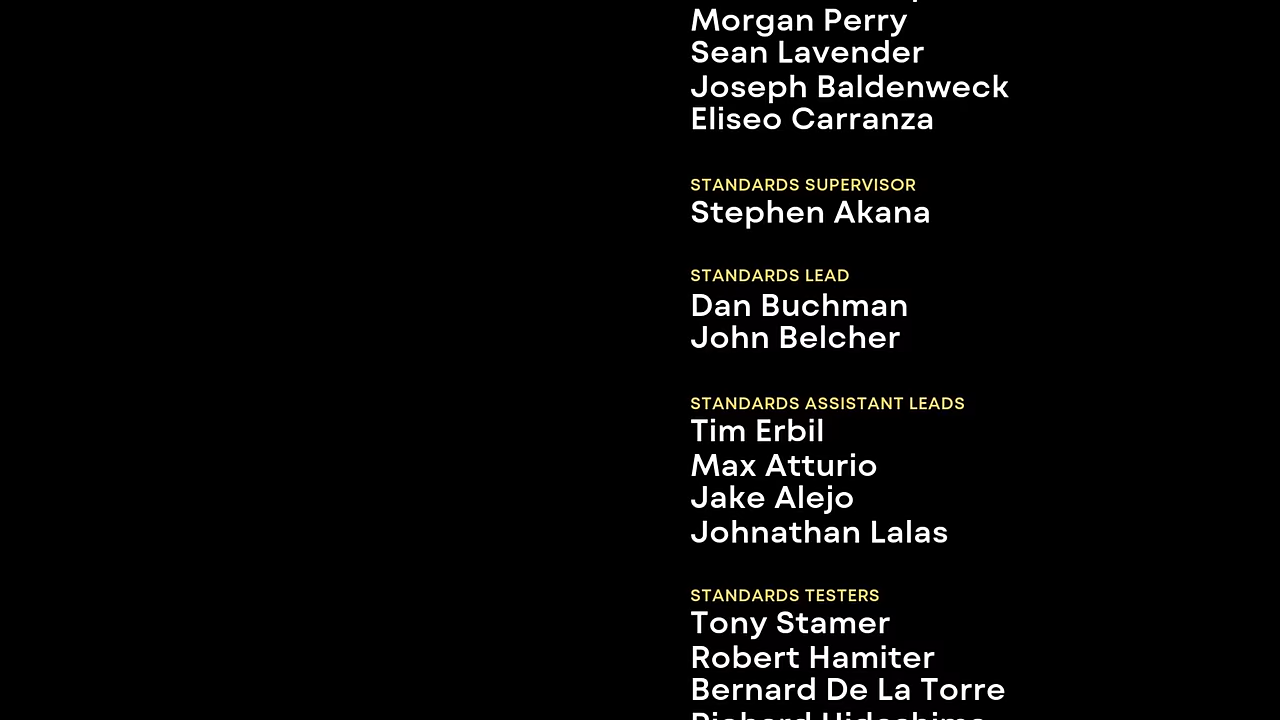 Morgan Perry
Sean Lavender
Joseph Baldenweck
Eliseo Carranza
STANDARDS SUPERVISOR
Stephen Akana
STANDARDS LEAD
Dan Buchman
John Belcher
STANDARDS ASSISTANT LEADS
Tim Erbil
Max Atturio
Jake Alejo
Johnathan Lalas
STANDARDS TESTERS
Tony Stamer
Robert Hamiter
Bernard De La Torre